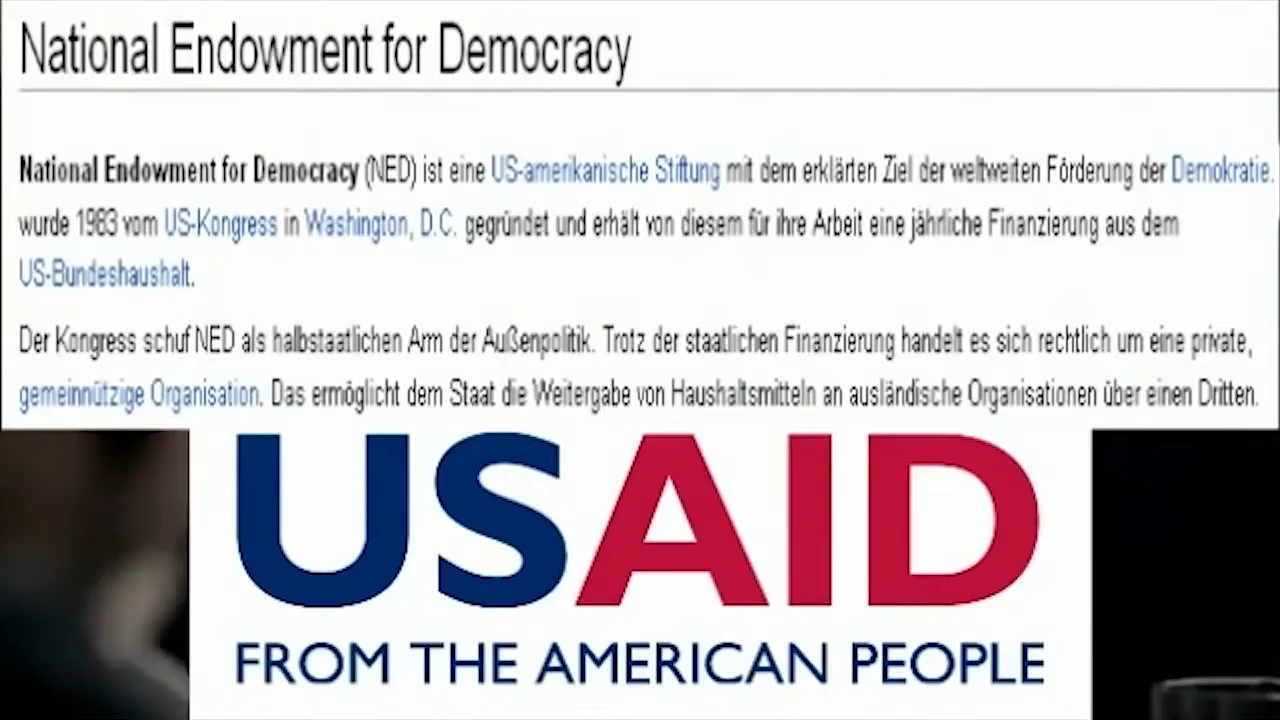 National Endowment for Democracy
National Endowment for Democracy (NED) ist eine US-amerikanische Stiftung mit dem erklärten Ziel der weltweiten Förderung der Demokratie.
wurde 1983 vom US-Kongress in Washington, D.C. gegründet und erhält von diesem für ihre Arbeit eine jährliche Finanzierung aus dem
US-Bundeshaushalt.
Der Kongress schuf NED als halbstaatlichen Arm der Außenpolitik. Trotz der staatlichen Finanzierung handelt es sich rechtlich um eine private,
gemeinnützige Organisation. Das ermöglicht dem Staat die Weitergabe von Haushaltsmitteln an ausländische Organisationen über einen Dritten.
USAID
FROM THE AMERICAN PEOPLE